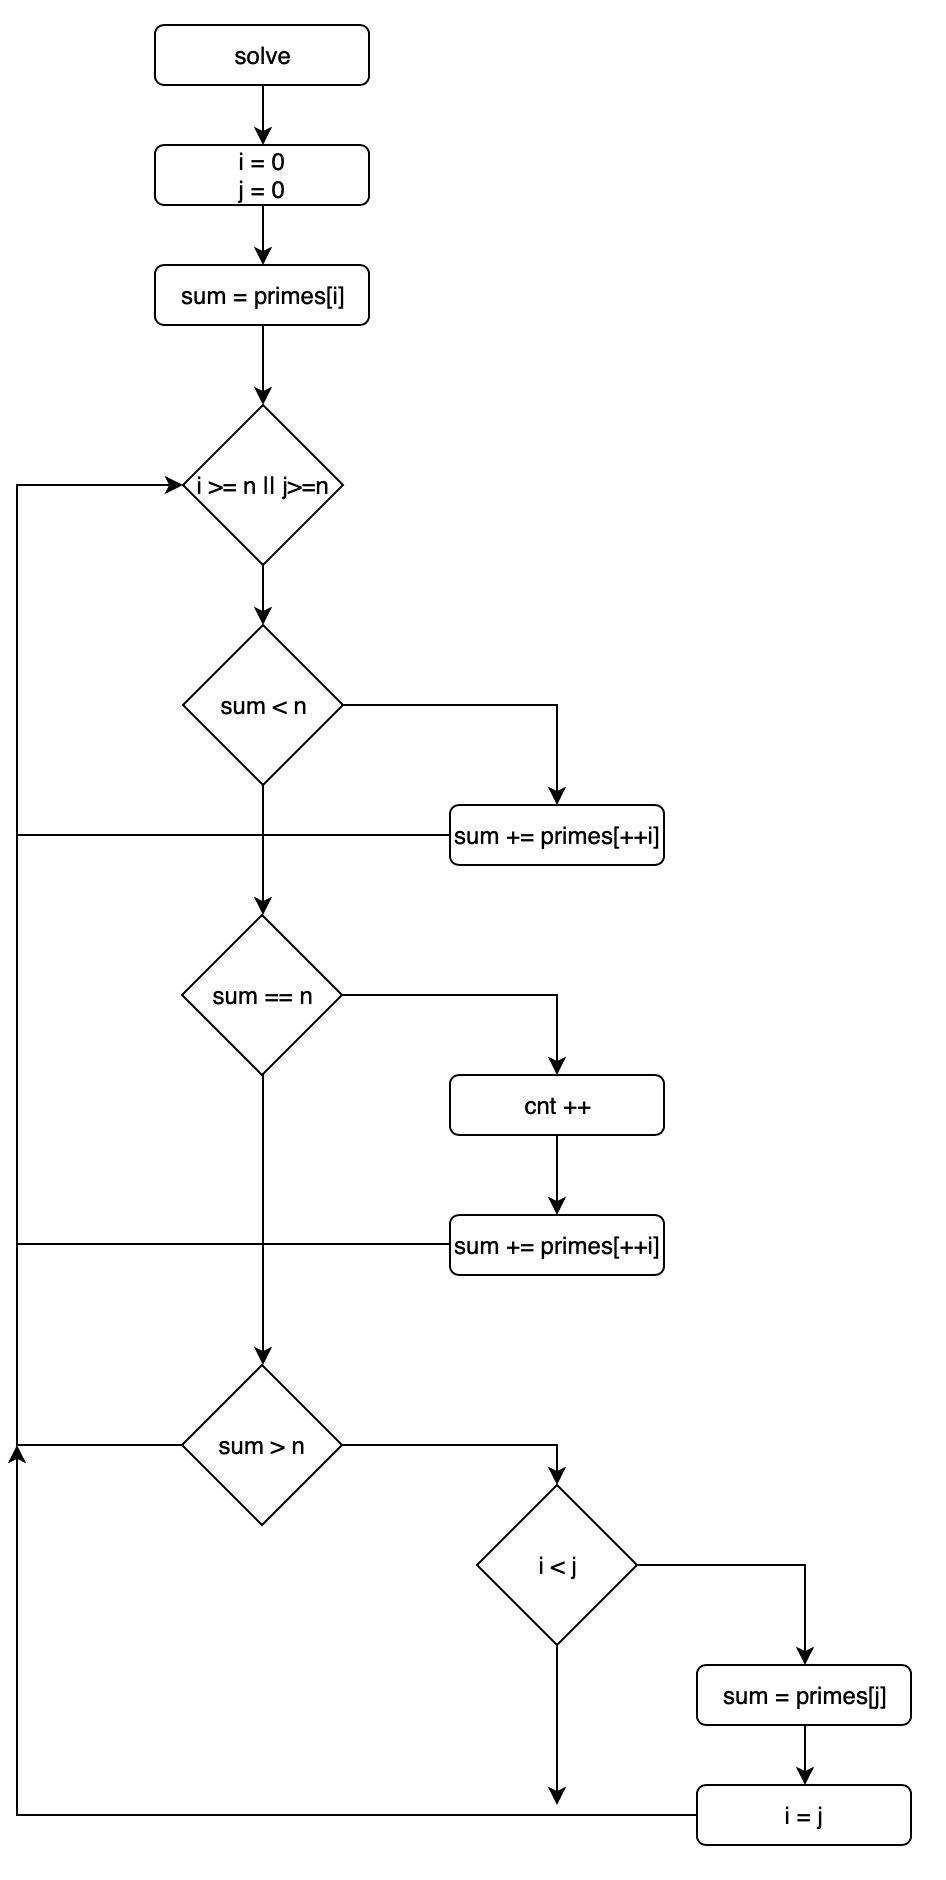 solve
i = 0
j = 0
sum = primes[i]
i >= n || j>=n
sum < n
sum += primes[++i]
sum == n
cnt ++
sum += primes[++i]
sum > n
i < j
sum = primes[j]
i = j